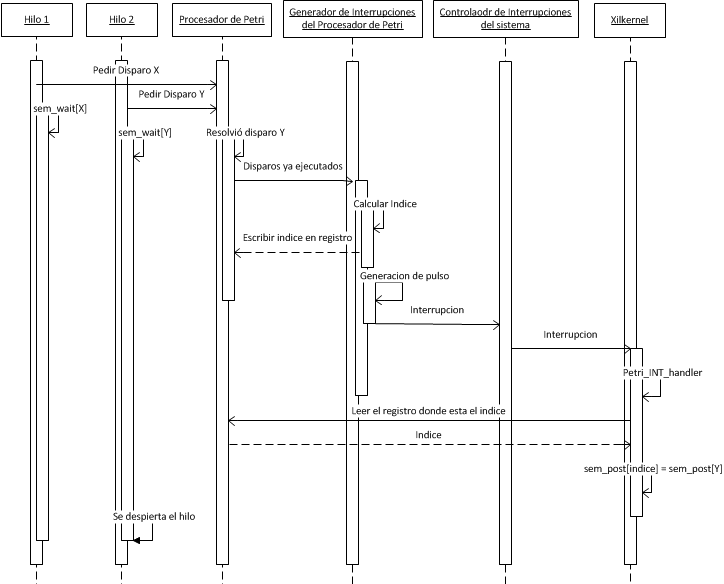 Hilo 1
Hilo 2
Procesador de Petri
Generador de Interrupciones
del Procesador de Petri
Controlaodr de Interrupciones
del sistema
Xilkernel
Pedir Disparo X
Pedir Disparo Y
sem_wait[X]
sem_wait[Y]
Resolvió disparo Y
Disparos ya ejecutados
Calcular Indice
Escribir indice en registro
Generacion de pulso
Interrupcion
Interrupcion
Petri_INT_handler
Leer el registro donde esta el indice
Indice
sem_post[indice] = sem_post[Y]
Se despierta el hilo